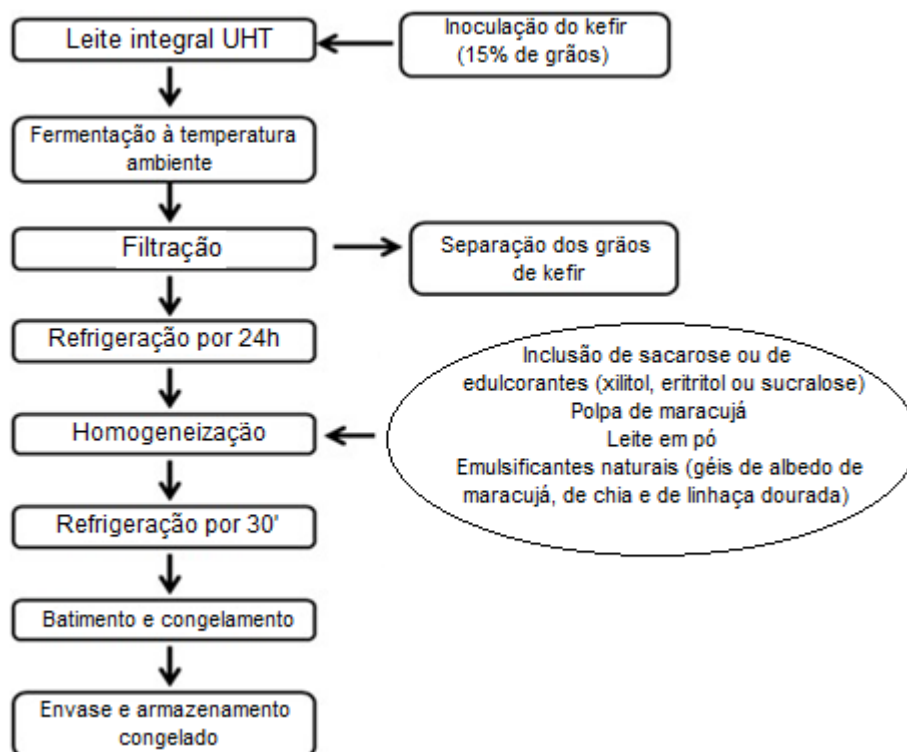 Leite integral UHT
Inoculação do kefir
(15% de grãos)
Fermentação à temperatura
ambiente
Filtração
Separação dos grãos
de kefir
Refrigeração por 24h
Inclusão de sacarose ou de
edulcorantes (xilitol, eritritol ou sucralose)
Polpa de maracujá
Leite em pó
Emulsificantes naturais (géis de albedo de
maracujá, de chia e de linhaça dourada)
Homogeneização
Refrigeração por 30'
Batimento e congelamento
Envase e armazenamento
congelado